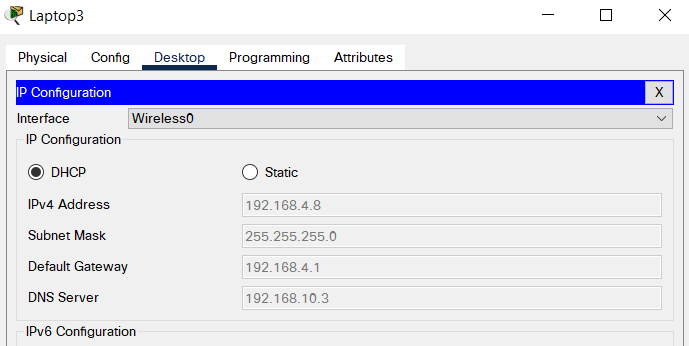 Laptop3
Physical Config Desktop Programming Attributes
IP Configuration X
Interface Wireless0
IP Configuration
DHCP Static
IPv4 Address 192.168.4.8
Subnet Mask 255.255.255.0
Default Gateway 192.168.4.1
DNS Server 192.168.10.3
IPv6 Configuration